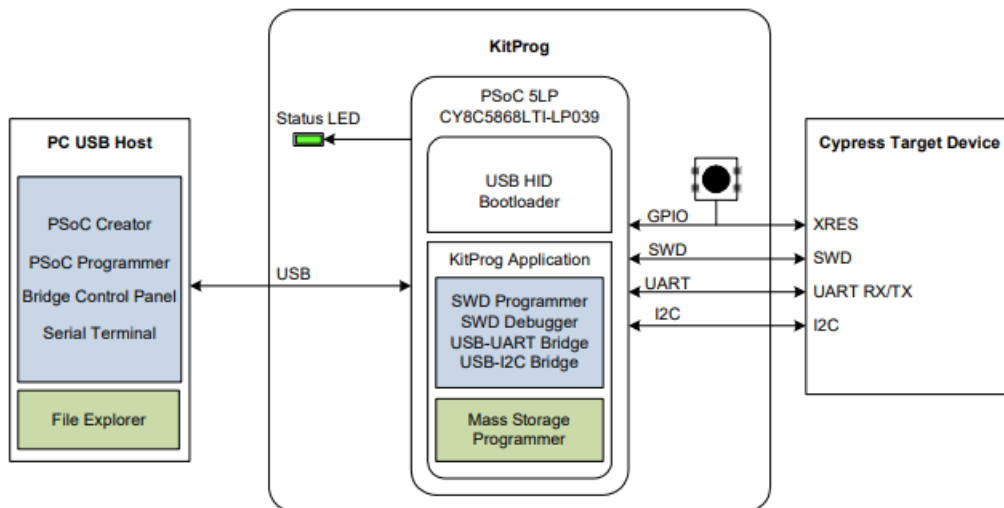 KitProg
PC USB Host
PSoC Creator
PSoC Programmer
Bridge Control Panel
Serial Terminal
File Explorer
USB
Status LED
PSoC 5LP
CY8C5868LTI-LP039
USB HID
Bootloader
KitProg Application
SWD Programmer
SWD Debugger
USB-UART Bridge
USB-I2C Bridge
Mass Storage
Programmer
GPIO
SWD
UART
I2C
Cypress Target Device
XRES
SWD
UART RX/TX
I2C